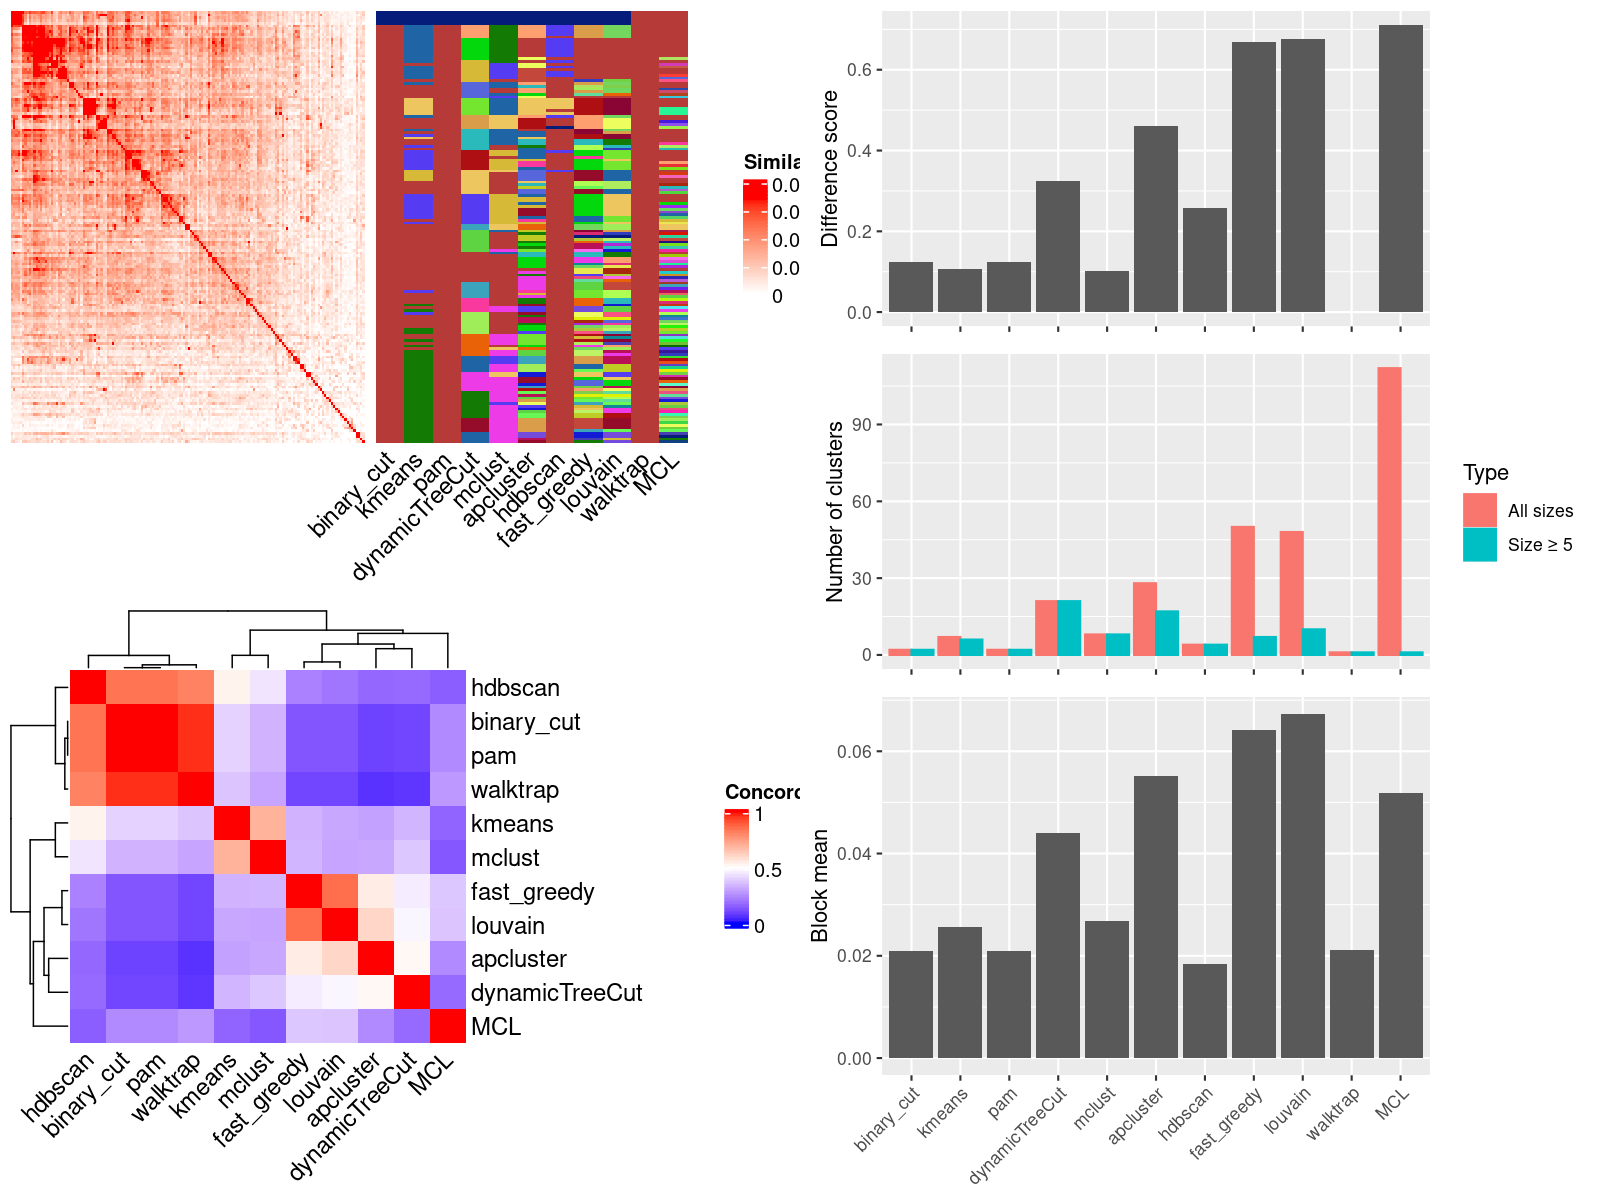 Simila
0.0
0.0
0.0
0.0
0
binary_cut
kmeans
pam
dynamicTreeCut
mclust
apcluster
hdbscan
fast_greedy
louvain
walktrap
MCL
hdbscan
binary_cut
pam
walktrap
kmeans
mclust
fast_greedy
louvain
apcluster
dynamicTreeCut
MCL
hdbscan
binary_cut
pam
walktrap
kmeans
mclust
fast_greedy
louvain
apcluster
dynamicTreeCut
MCL
Concord
1
0.5
0
Difference score
0.6
0.4
0.2
0.0
Number of clusters
90
60
30
0
Type
All sizes
Size ≥ 5
Block mean
0.06
0.04
0.02
0.00
binary_cut
kmeans
pam
dynamicTreeCut
mclust
apcluster
hdbscan
fast_greedy
louvain
walktrap
MCL